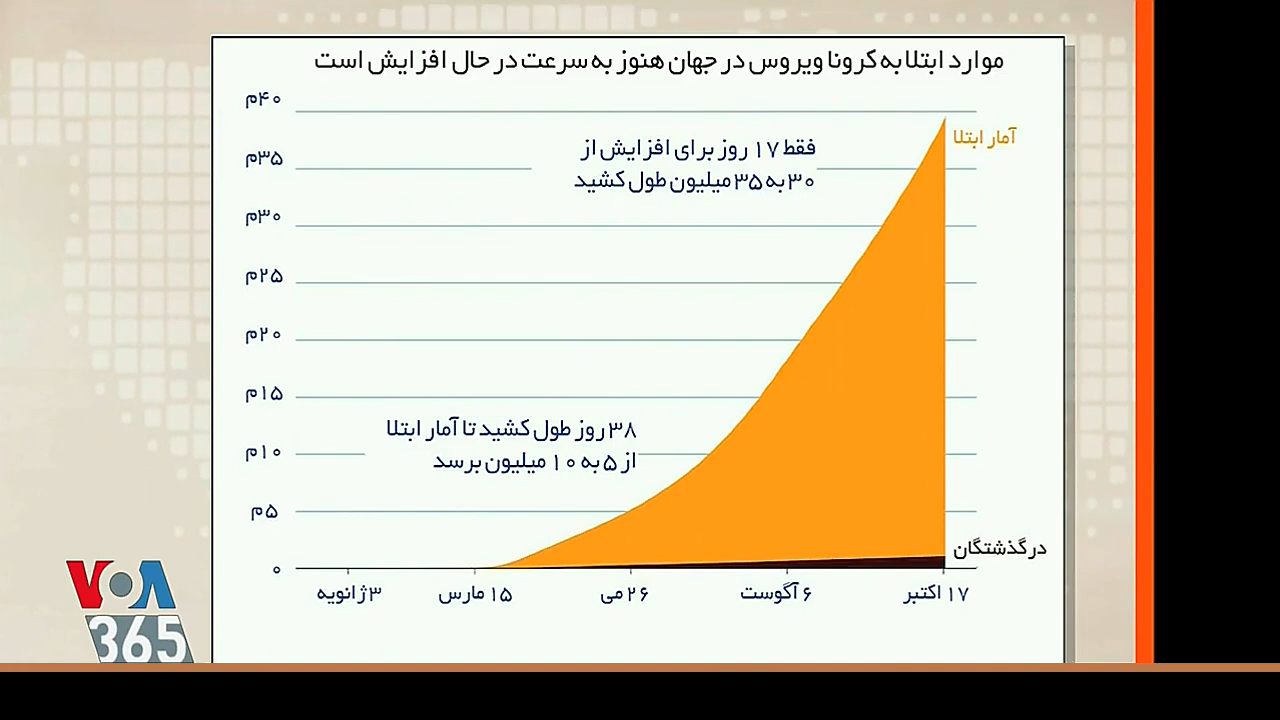 موارد ابتلا به کرونا ویروس در جهان هنوز به سرعت در حال افزایش است
۴۰م
آمار ابتلا
فقط ۱۷ روز برای افزایش از
۳۰ به ۳۵ میلیون طول کشید
۳۵م
۳۰م
۲۵م
۲۰م
۱۵م
۳۸ روز طول کشید تا آمار ابتلا
از ۵ به ۱۰ میلیون برسد
۱۰م
۵م
درگذشتگان
۰
۳ ژانویه
۱۵ مارس
۲۶ می
۶ آگوست
۱۷ اکتبر
VOA
365